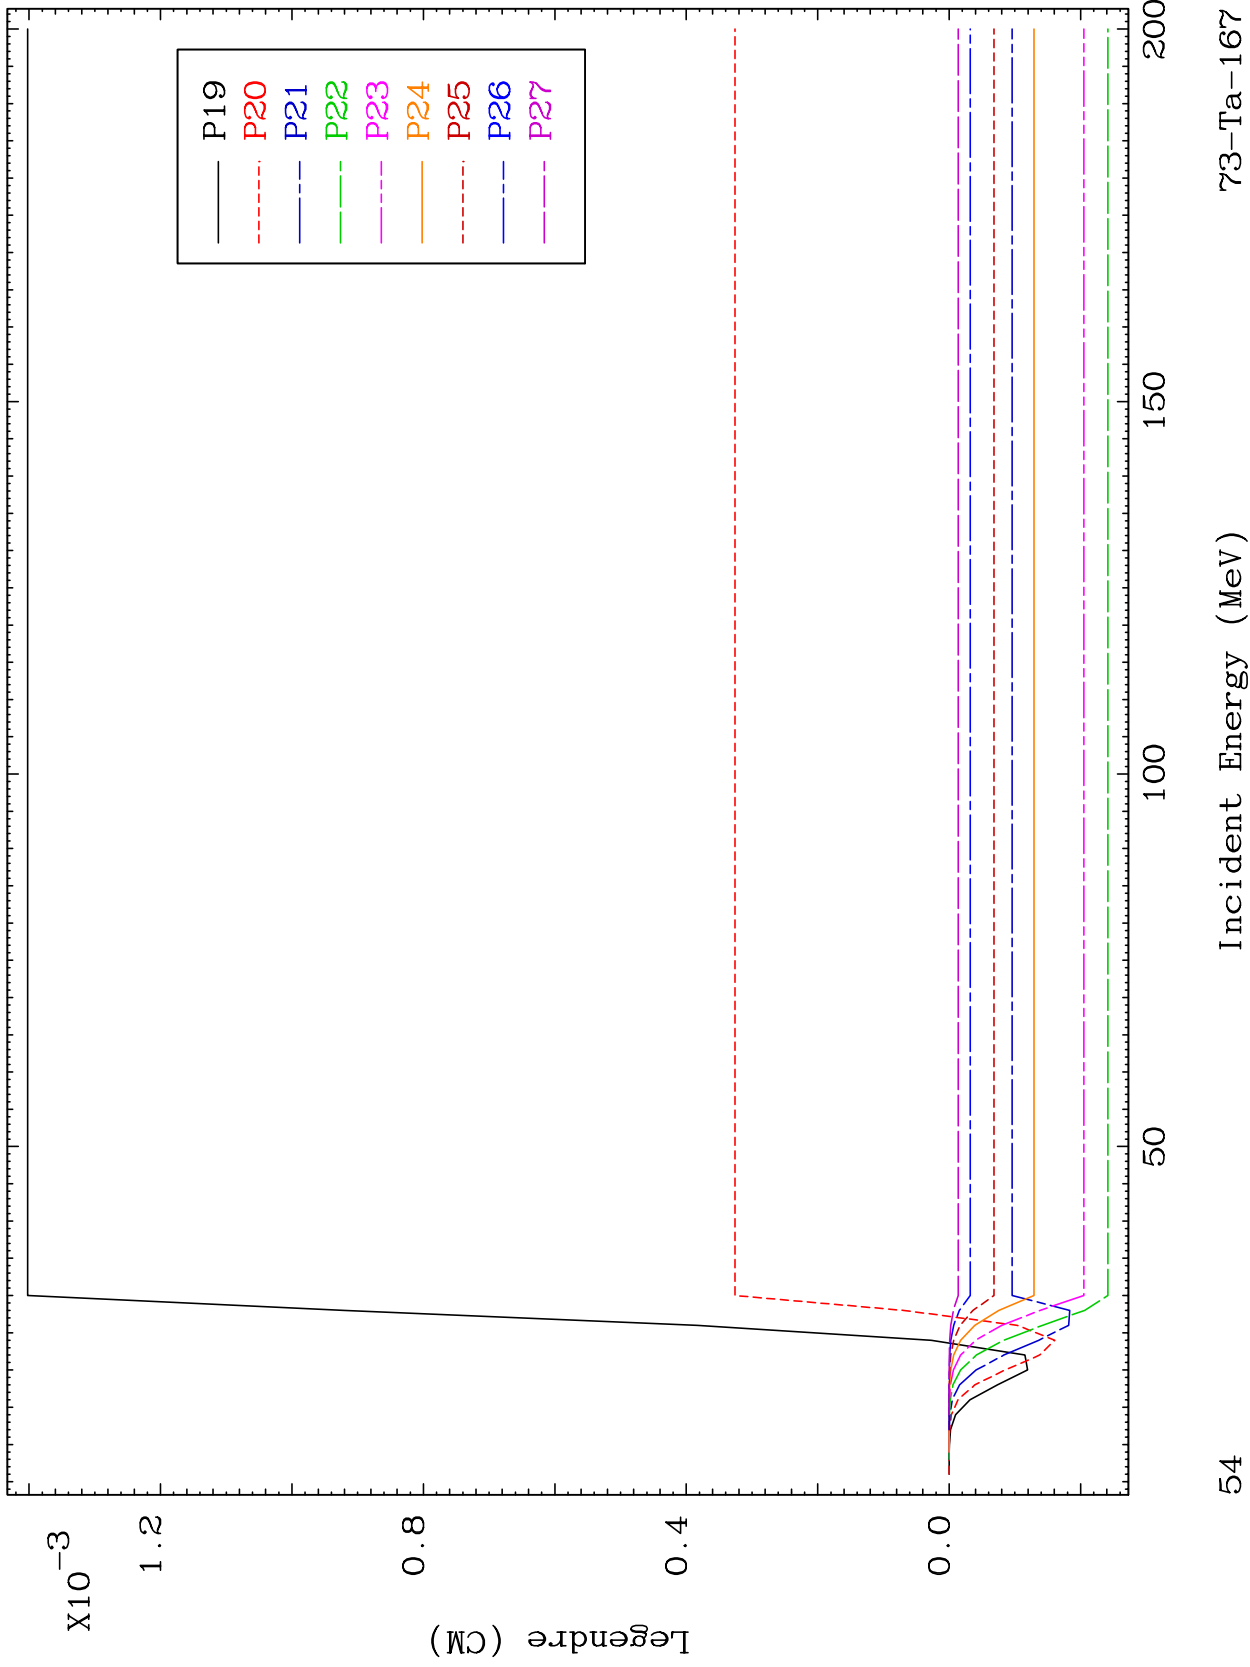 X10-3
1.2
0.8
0.4
0.0
Legendre (CM)
P19
P20
P21
P22
P23
P24
P25
P26
P27
50
100
150
200
54
Incident Energy (MeV)
73-Ta-167